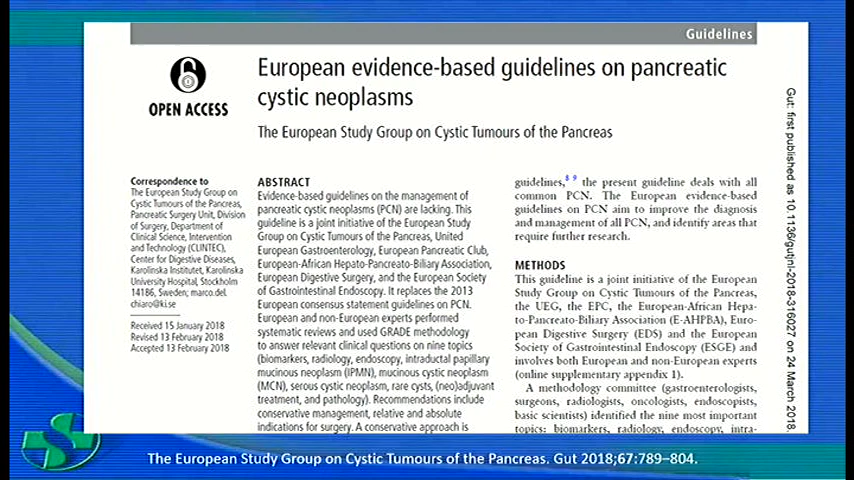 Guidelines
OPEN ACCESS
European evidence-based guidelines on pancreatic
cystic neoplasms
The European Study Group on Cystic Tumours of the Pancreas
Correspondence to
The European Study Group on
Cystic Tumours of the Pancreas,
Pancreatic Surgery Unit, Division
of Surgery, Department of
Clinical Science, Intervention
and Technology (CLINTEC),
Center for Digestive Diseases,
Karolinska Institutet, Karolinska
University Hospital, Stockholm
14186, Sweden; marco.del.
chiaro@ki.se
Received 15 January 2018
Revised 13 February 2018
Accepted 13 February 2018
ABSTRACT
Evidence-based guidelines on the management of
pancreatic cystic neoplasms (PCN) are lacking. This
guideline is a joint initiative of the European Study
Group on Cystic Tumours of the Pancreas, United
European Gastroenterology, European Pancreatic Club,
European-African Hepato-Pancreato-Biliary Association,
European Digestive Surgery, and the European Society
of Gastrointestinal Endoscopy. It replaces the 2013
European consensus statement guidelines on PCN.
European and non-European experts performed
systematic reviews and used GRADE methodology
to answer relevant clinical questions on nine topics
(biomarkers, radiology, endoscopy, intraductal papillary
mucinous neoplasm (IPMN), mucinous cystic neoplasm
(MCN), serous cystic neoplasm, rare cysts, (neo)adjuvant
treatment, and pathology). Recommendations include
conservative management, relative and absolute
indications for surgery. A conservative approach is
guidelines,8 9 the present guideline deals with all
common PCN. The European evidence-based
guidelines on PCN aim to improve the diagnosis
and management of all PCN, and identify areas that
require further research.
METHODS
This guideline is a joint initiative of the European
Study Group on Cystic Tumours of the Pancreas,
the UEG, the EPC, the European-African Hepa-
to-Pancreato-Biliary Association (E-AHPBA), Euro-
pean Digestive Surgery (EDS) and the European
Society of Gastrointestinal Endoscopy (ESGE) and
involves both European and non-European experts
(online supplementary appendix 1).
A methodology committee (gastroenterologists,
surgeons, radiologists, oncologists, endoscopists,
basic scientists) identified the nine most important
topics: biomarkers, radiology, endoscopy, intra-
Gut: first published as 10.1136/gutjnl-2018-316027 on 24 March 2018.
The European Study Group on Cystic Tumours of the Pancreas. Gut 2018;67:789–804.